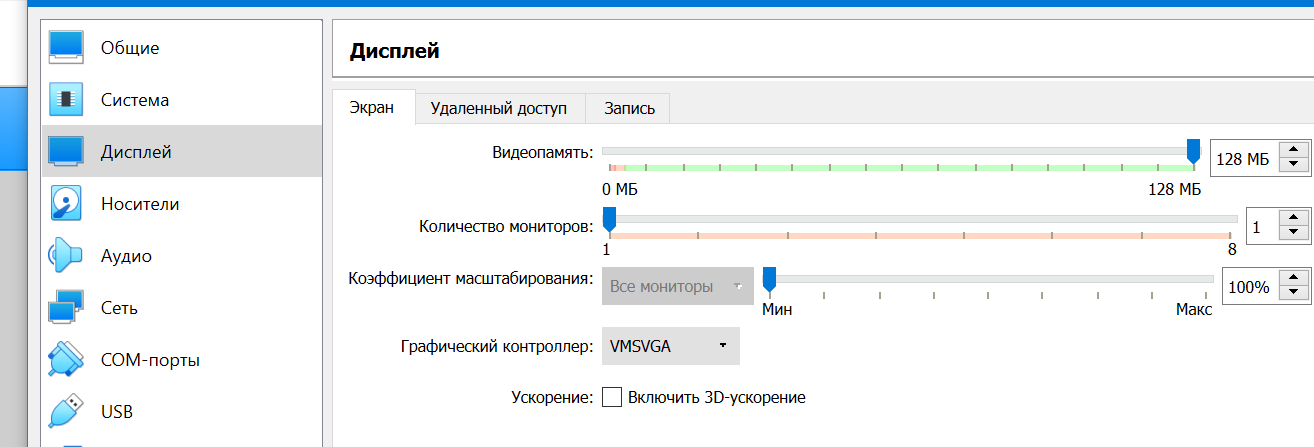 Общие
Система
Дисплей
Носители
Аудио
Сеть
COM-порты
USB
Дисплей
Экран Удаленный доступ Запись
Видеопамять: 128 МБ
0 МБ 128 МБ
Количество мониторов: 1
1 8
Коэффициент масштабирования: Все мониторы 100%
Мин Макс
Графический контроллер: VMSVGA
Ускорение: Включить 3D-ускорение